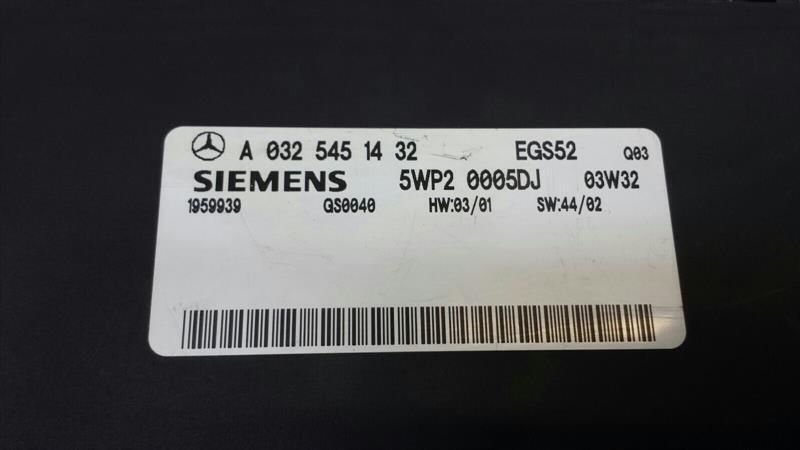 A 032 545 14 32 EGS52 Q03
SIEMENS 5WP2 0005DJ 03W32
1959939 GS0040 HW:03/01 SW:44/02